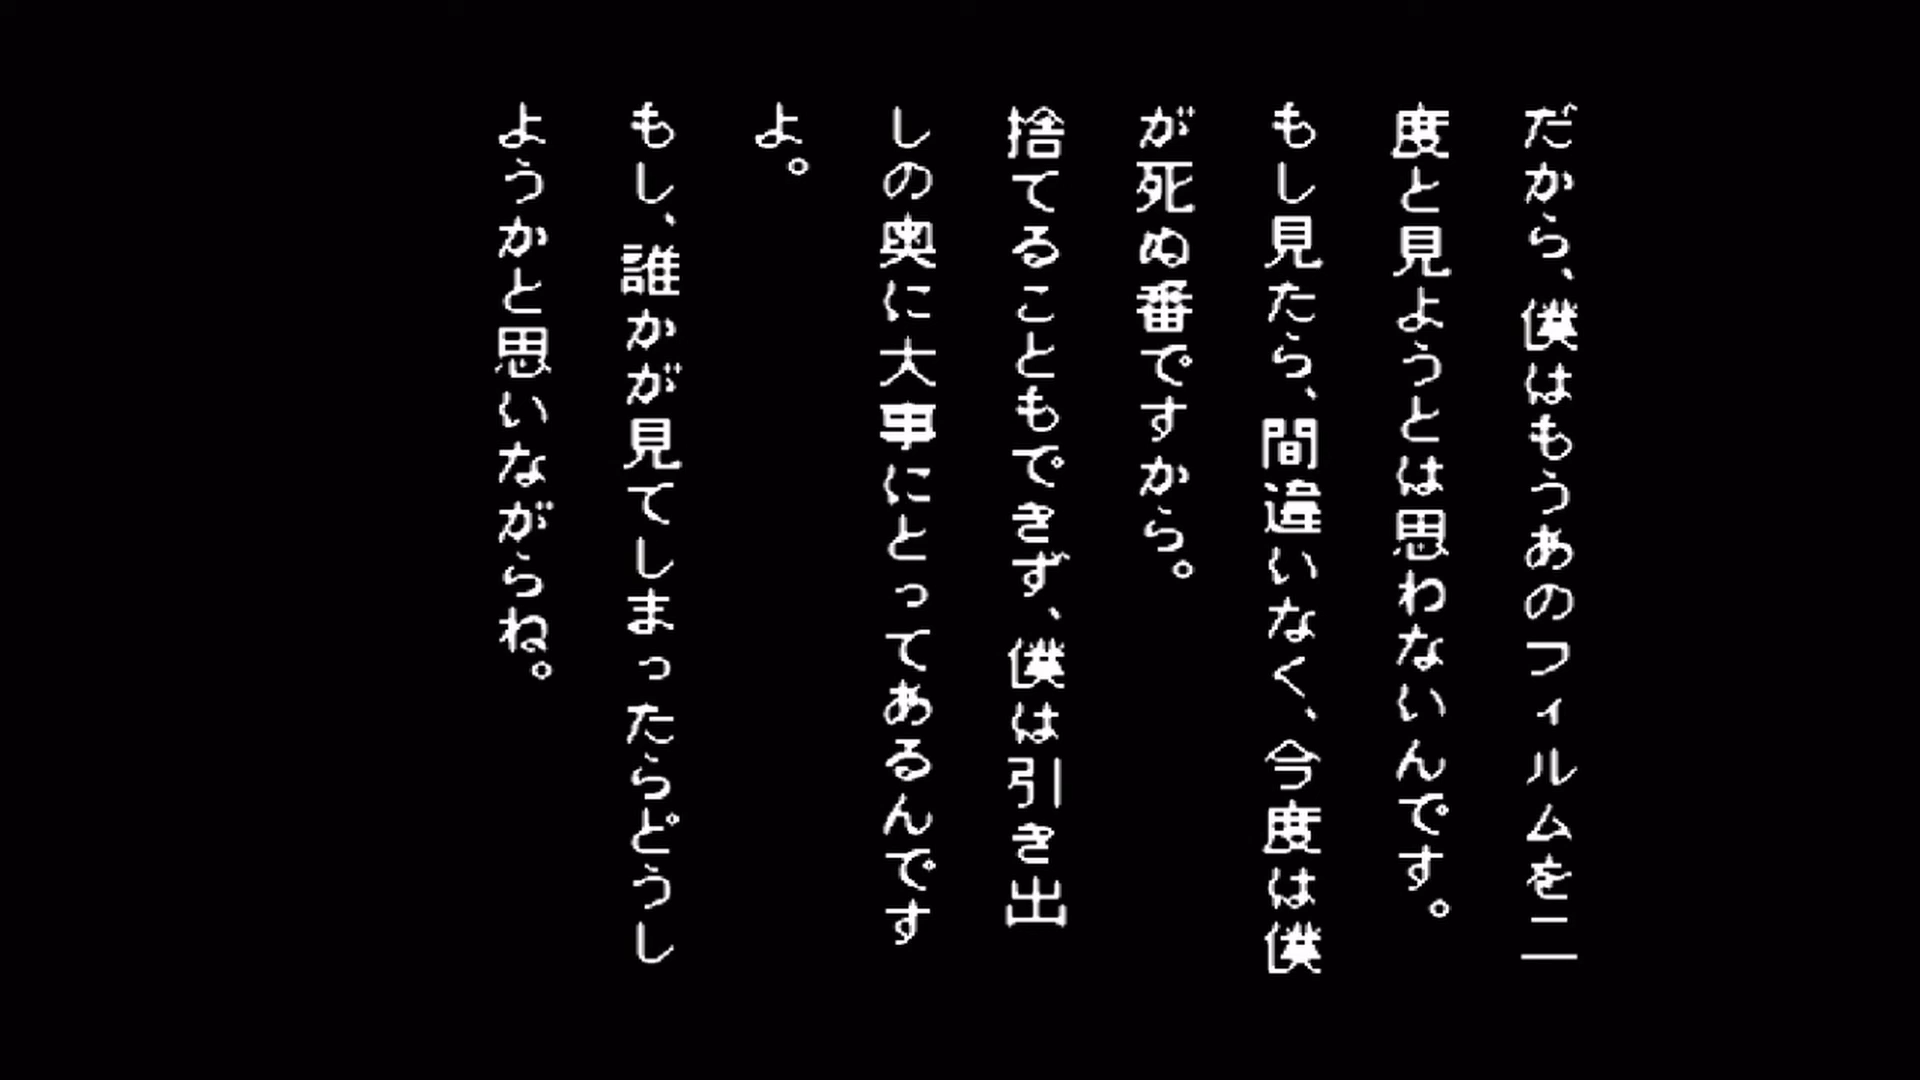 だから、僕はもうあのフィルムを二
度と見ようとは思わないんです。
もし見たら、間違いなく、今度は僕
が死ぬ番ですから。
捨てることもできず、僕は引き出
しの奥に大事にとってあるんです
よ。
もし、誰かが見てしまったらどうし
ようかと思いながらね。